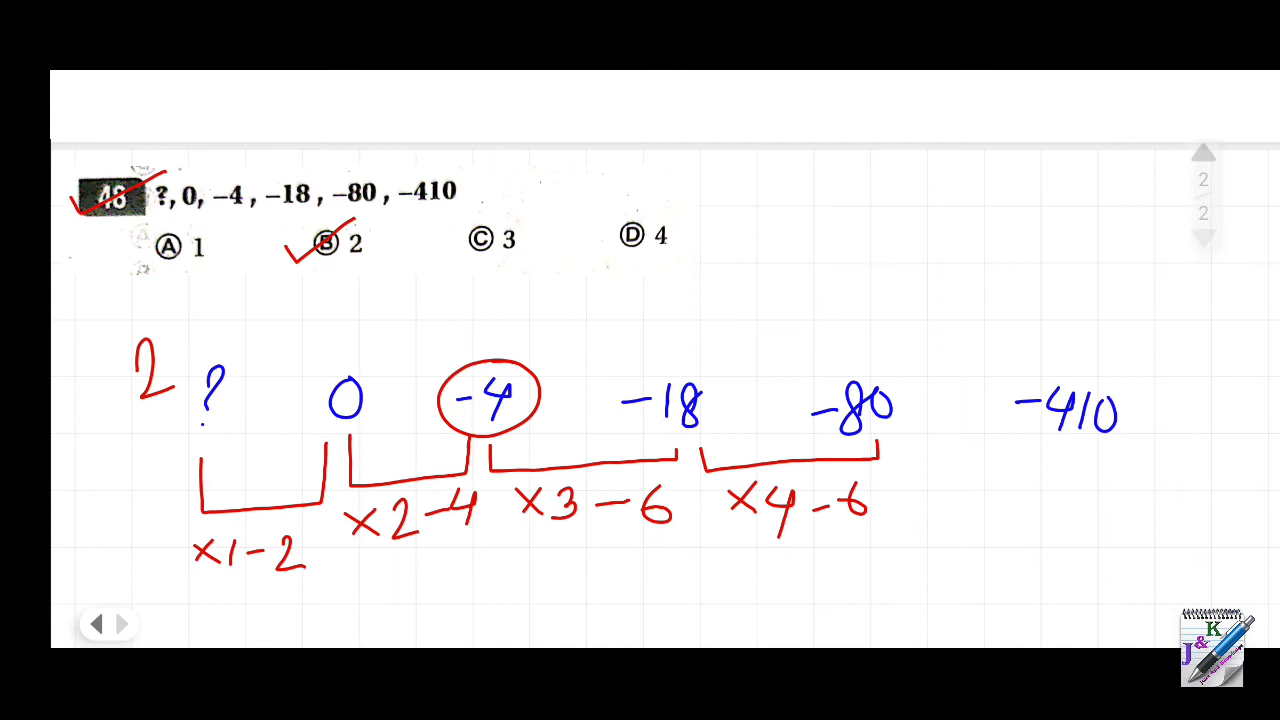 48 ?, 0, −4 , −18 , −80 , −410
Ⓐ 1 Ⓑ 2 Ⓒ 3 Ⓓ 4
2
2
2 ? 0 -4 -18 -80 -410
×1-2 ×2-4 ×3-6 ×4-6
J&K